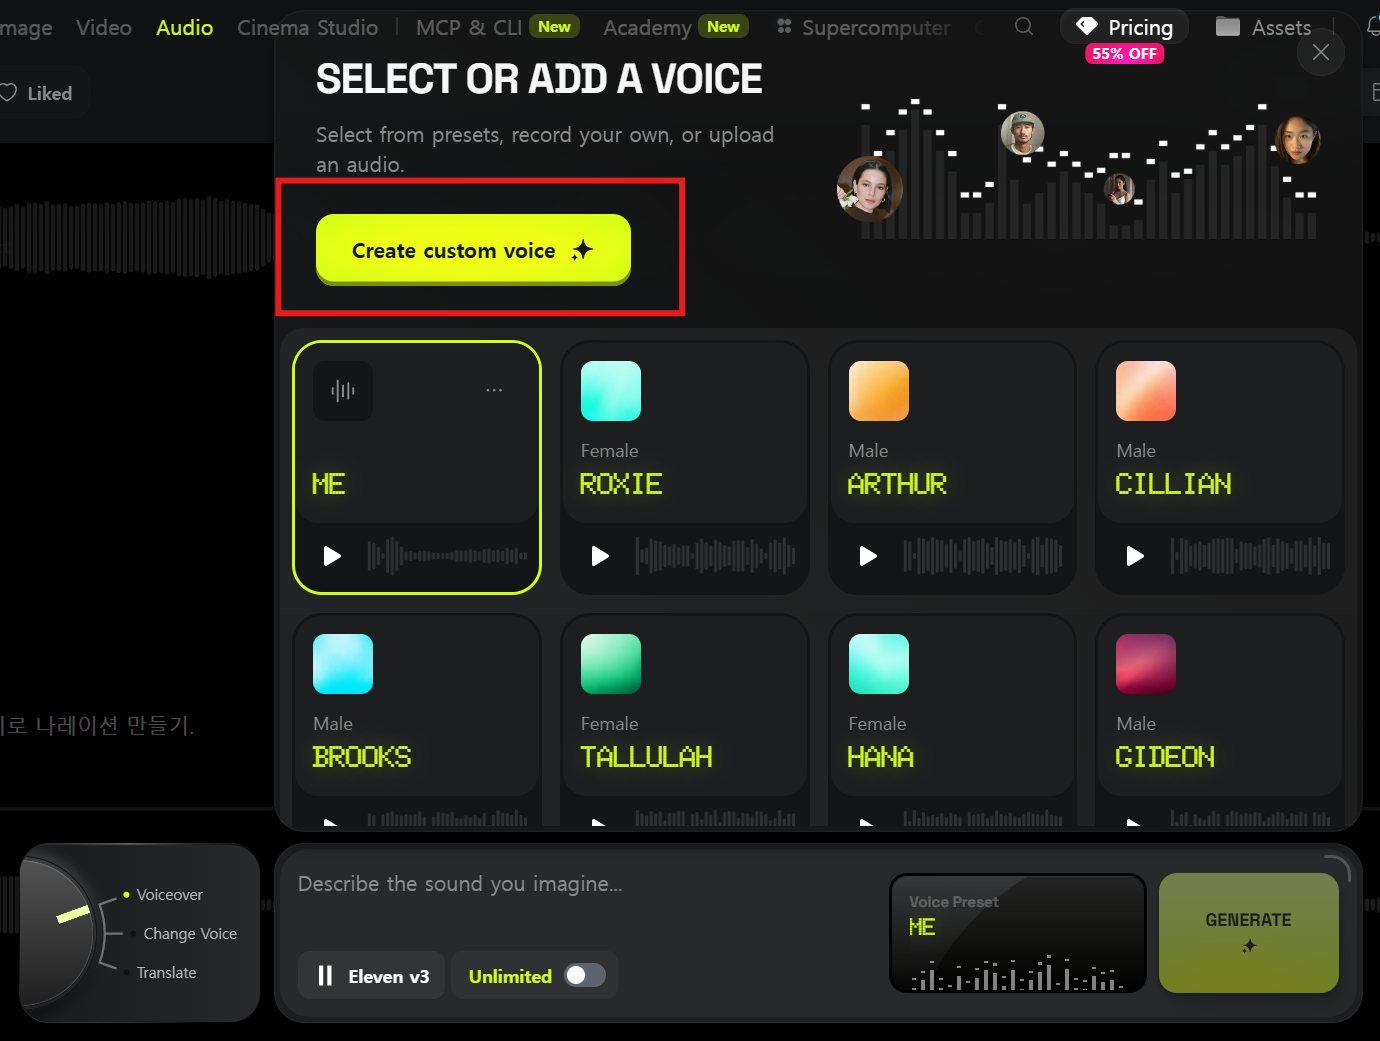 mage Video Audio Cinema Studio MCP & CLI New Academy New Supercomputer Pricing Assets
55% OFF
Liked
SELECT OR ADD A VOICE
Select from presets, record your own, or upload
an audio.
Create custom voice
ME
Female
ROXIE
Male
ARTHUR
Male
CILLIAN
Male
BROOKS
Female
TALLULAH
Female
HANA
Male
GIDEON
로 나레이션 만들기.
Voiceover
Change Voice
Translate
Describe the sound you imagine...
Eleven v3
Unlimited
Voice Preset
ME
GENERATE